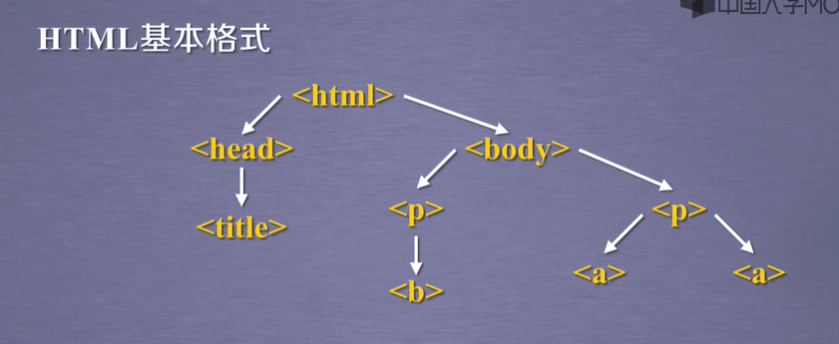 中国大学MO
HTML基本格式
<html>
<head> <body>
<p> <p>
<title>
<a> <a>
<b>